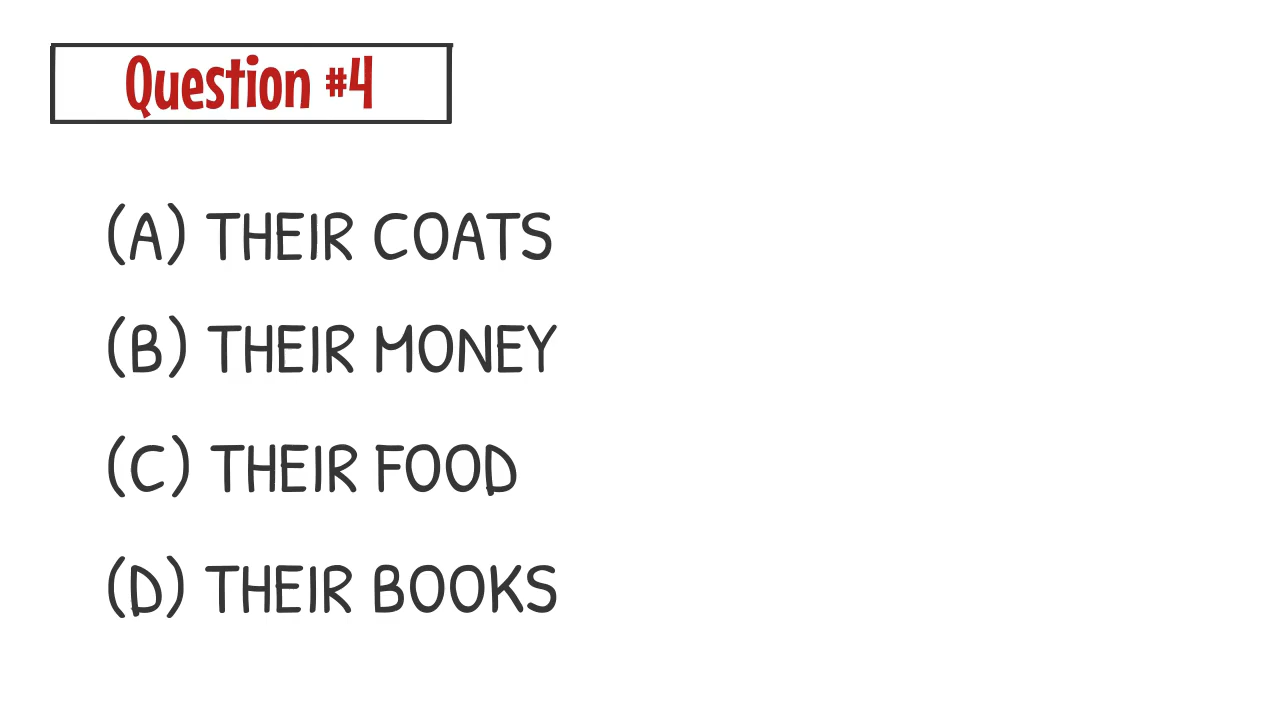 Question #4
(A) THEIR COATS
(B) THEIR MONEY
(C) THEIR FOOD
(D) THEIR BOOKS